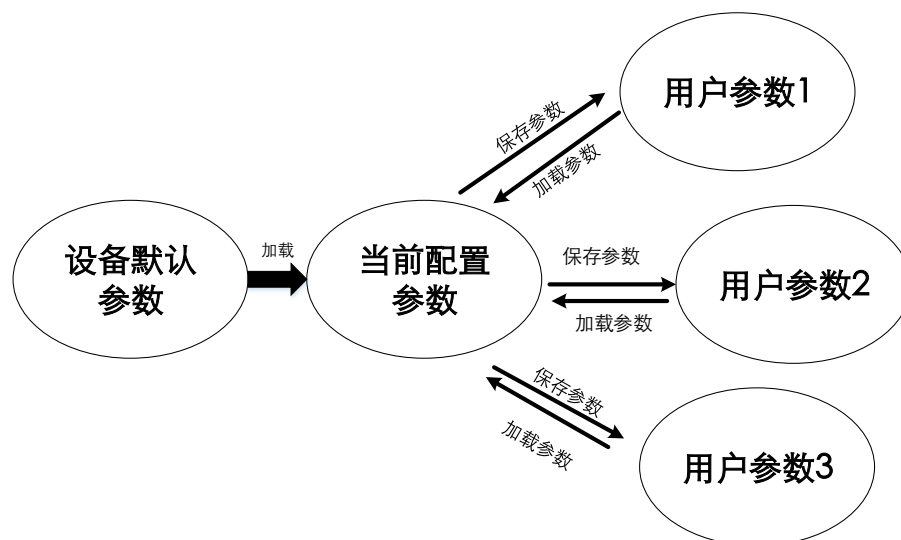 用户参数1
保存参数
加载参数
设备默认
参数
加载
当前配置
参数
保存参数
加载参数
用户参数2
保存参数
加载参数
用户参数3